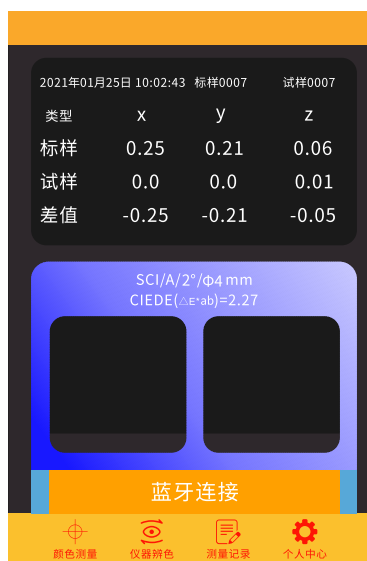 2021年01月25日 10:02:43 标样0007 试样0007
类型 x y z
标样 0.25 0.21 0.06
试样 0.0 0.0 0.01
差值 -0.25 -0.21 -0.05
SCI/A/2°/Φ4 mm
CIEDE(△E*ab)=2.27
蓝牙连接
颜色测量 仪器辨色 测量记录 个人中心